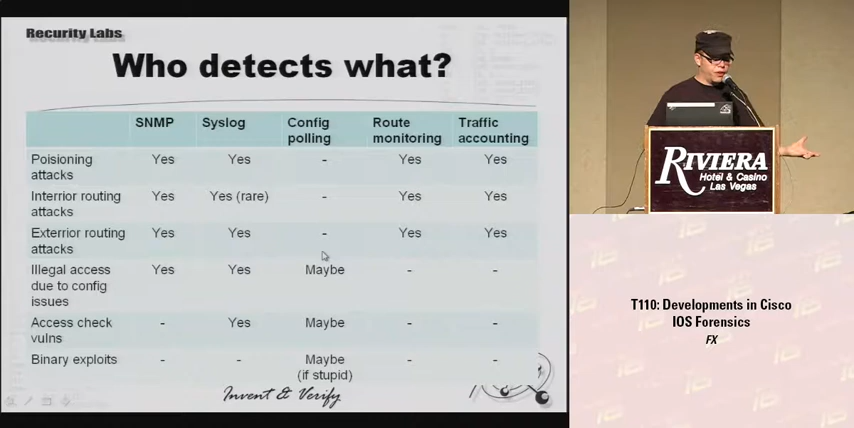 Recurity Labs
Who detects what?
SNMP Syslog Config polling Route monitoring Traffic accounting
Poisioning attacks Yes Yes - Yes Yes
Interrior routing attacks Yes Yes (rare) - Yes Yes
Exterrior routing attacks Yes Yes - Yes Yes
Illegal access due to config issues Yes Yes Maybe - -
Access check vulns - Yes Maybe - -
Binary exploits - - Maybe (if stupid) - -
Invent & Verify
RIVIERA
Hotel & Casino
Las Vegas
T110: Developments in Cisco
IOS Forensics
FX